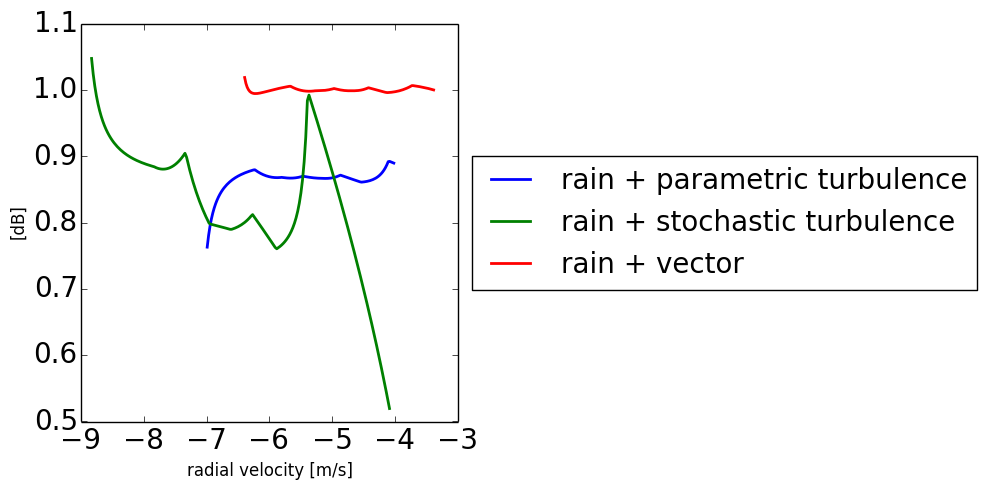 1.1
1.0
0.9
0.8
0.7
0.6
0.5
[dB]
−9 −8 −7 −6 −5 −4 −3
radial velocity [m/s]
rain + parametric turbulence
rain + stochastic turbulence
rain + vector